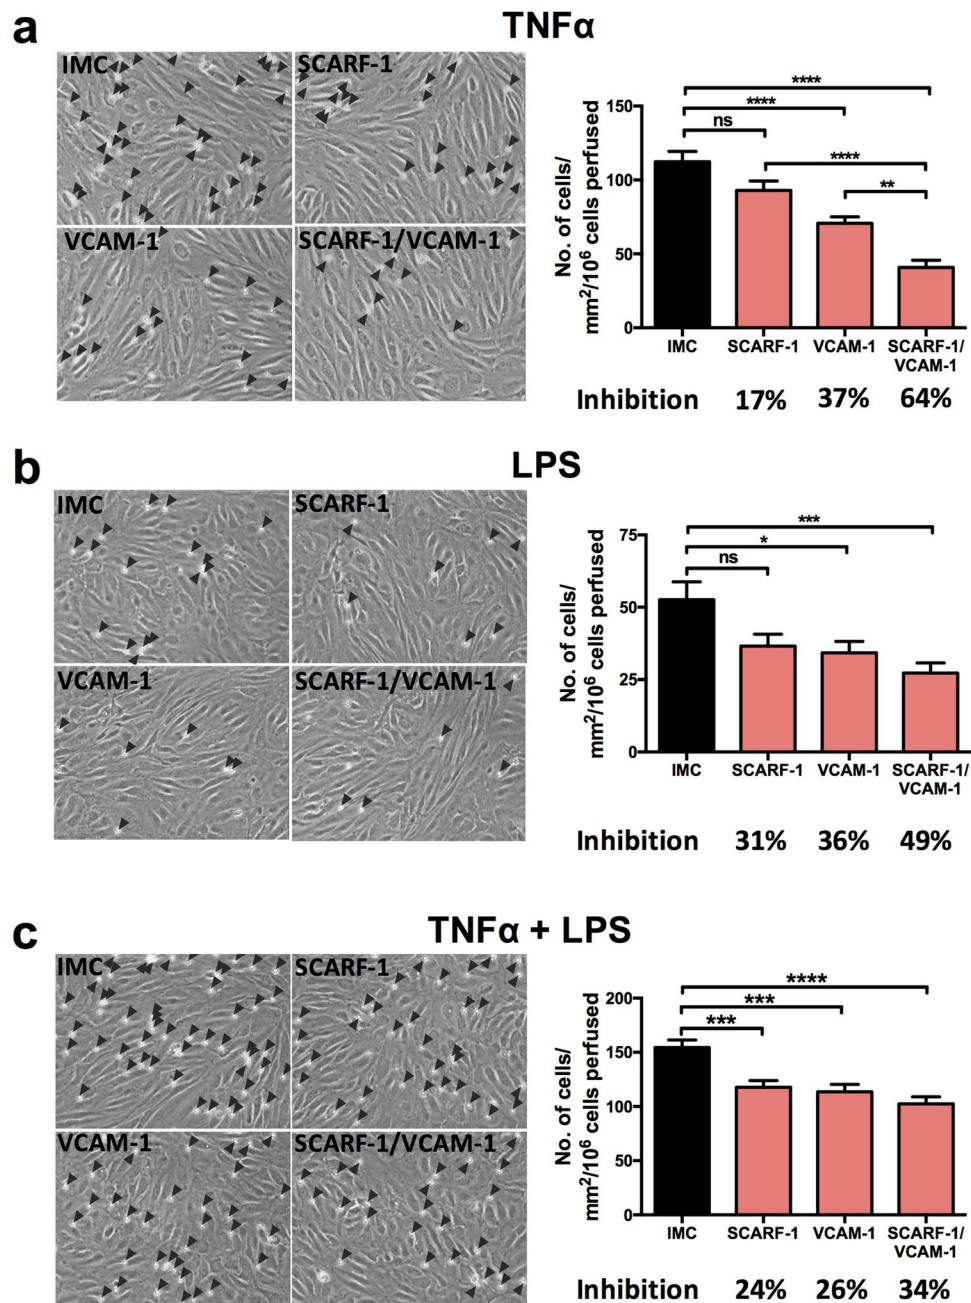 a
TNFα
IMC
SCARF-1
VCAM-1
SCARF-1/VCAM-1
No. of cells/
mm²/10⁶ cells perfused
150
100
50
0
ns
****
****
****
**
IMC
SCARF-1
VCAM-1
SCARF-1/
VCAM-1
Inhibition 17% 37% 64%
b
LPS
IMC
SCARF-1
VCAM-1
SCARF-1/VCAM-1
No. of cells/
mm²/10⁶ cells perfused
75
50
25
0
***
*
ns
IMC
SCARF-1
VCAM-1
SCARF-1/
VCAM-1
Inhibition 31% 36% 49%
c
TNFα + LPS
IMC
SCARF-1
VCAM-1
SCARF-1/VCAM-1
No. of cells/
mm²/10⁶ cells perfused
200
150
100
50
0
****
***
***
IMC
SCARF-1
VCAM-1
SCARF-1/
VCAM-1
Inhibition 24% 26% 34%